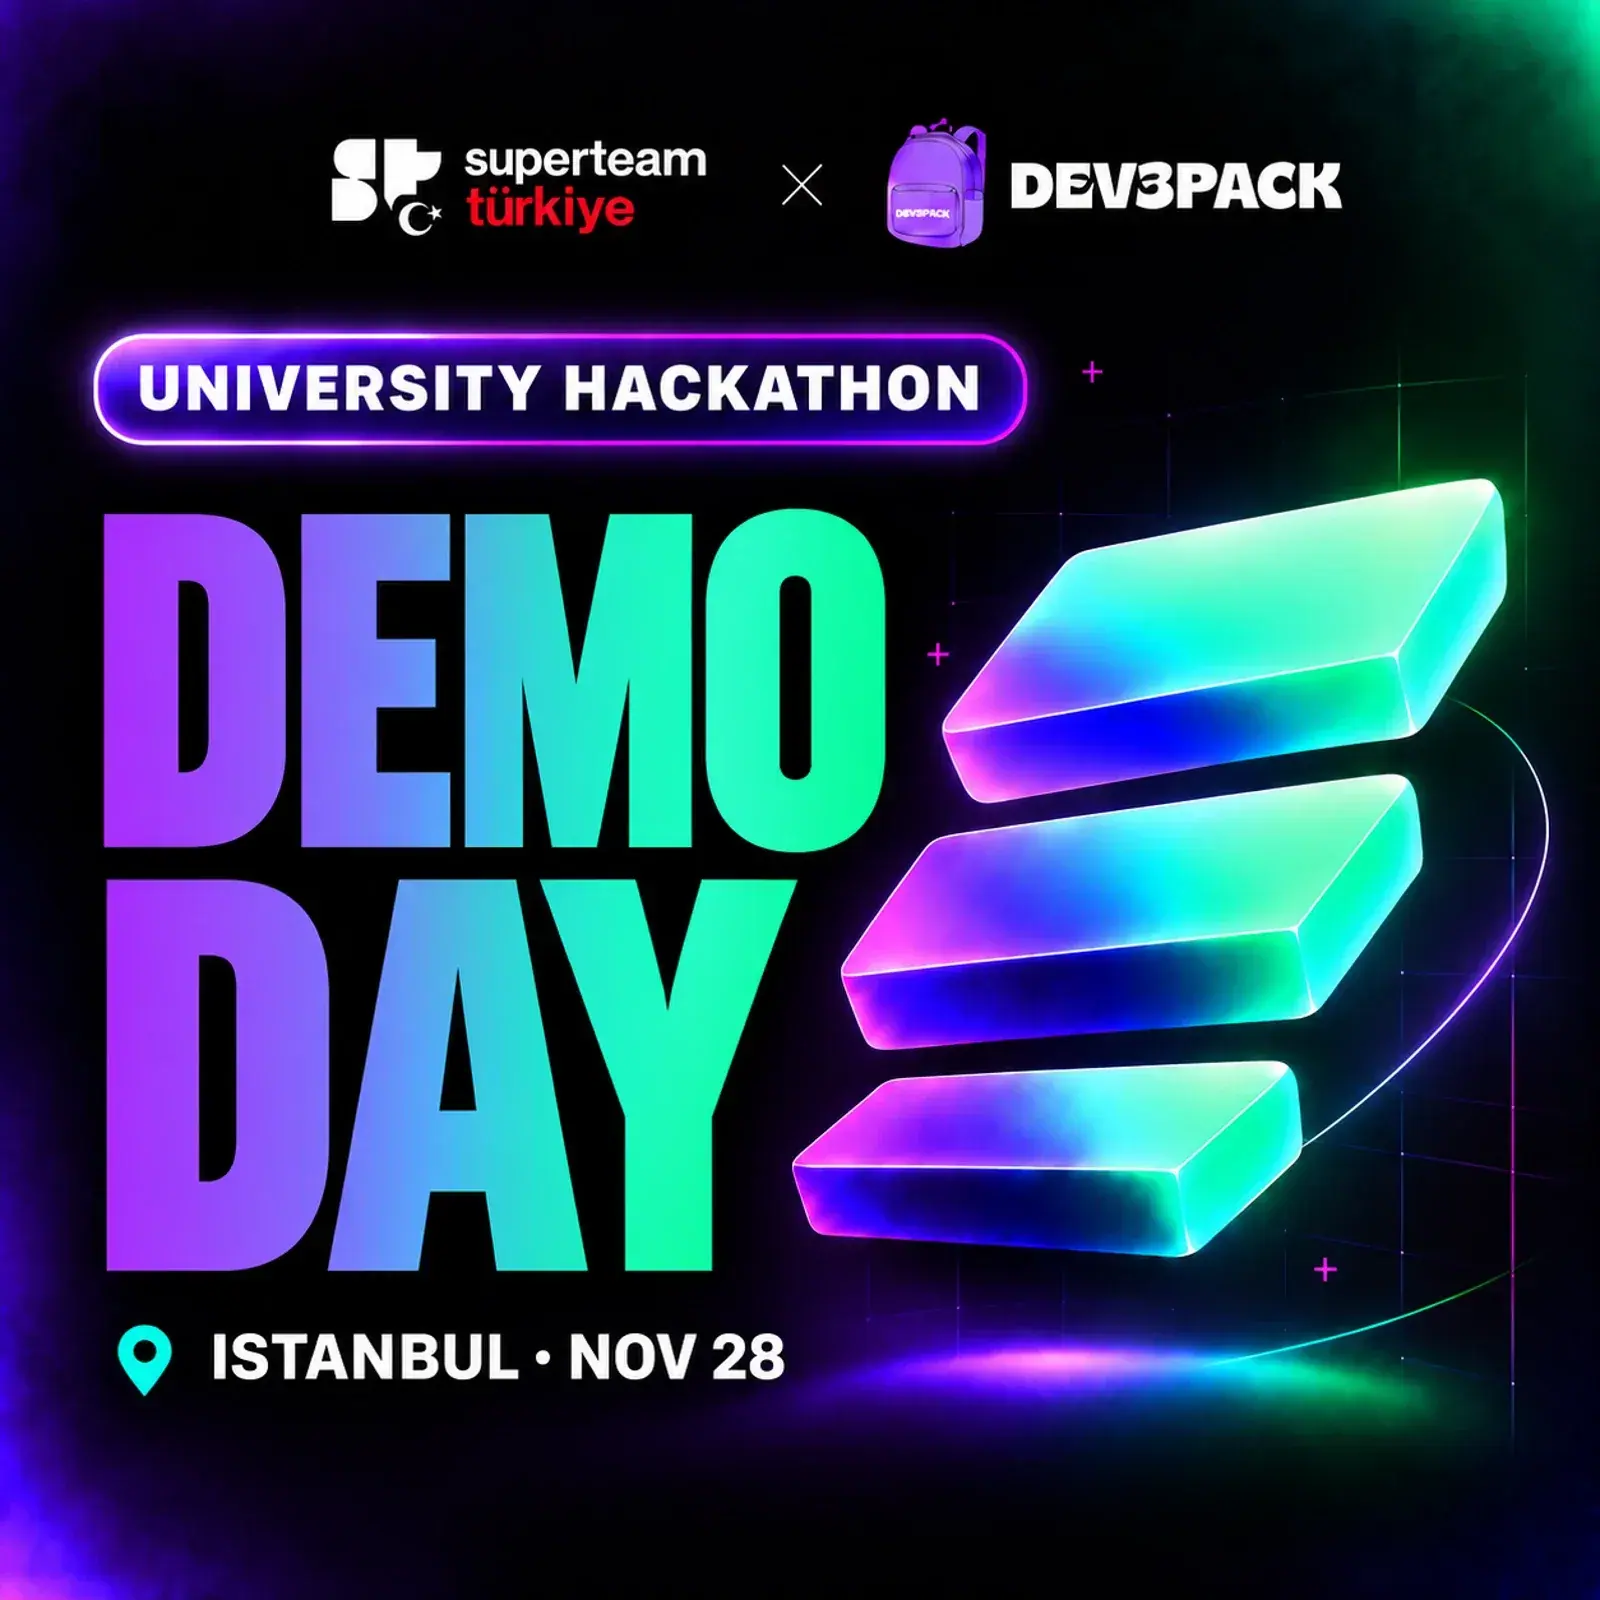 superteam
türkiye
DEV3PACK
DEV3PACK
UNIVERSITY HACKATHON
DEMO
DAY
ISTANBUL • NOV 28